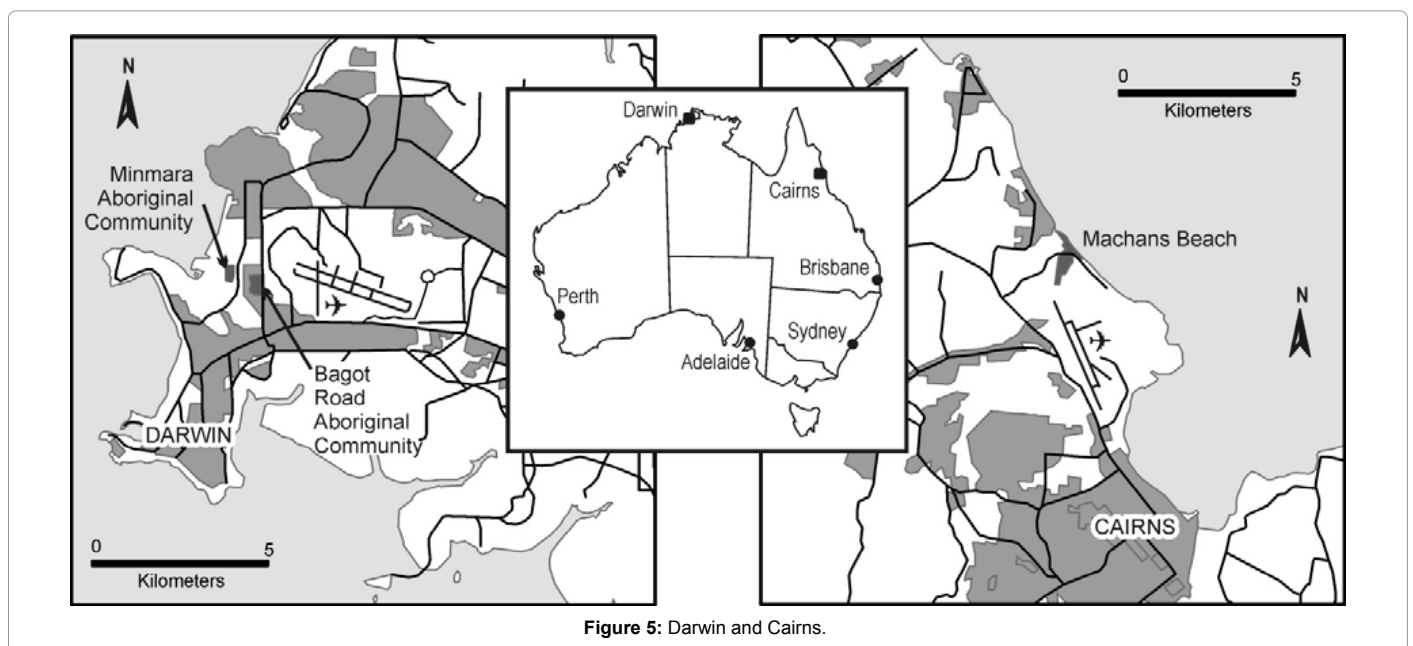 N
Minmara
Aboriginal
Community
Bagot
Road
Aboriginal
Community
DARWIN
0 5
Kilometers
Darwin
Cairns
Brisbane
Perth
Sydney
Adelaide
0 5
Kilometers
Machans Beach
N
CAIRNS
Figure 5: Darwin and Cairns.